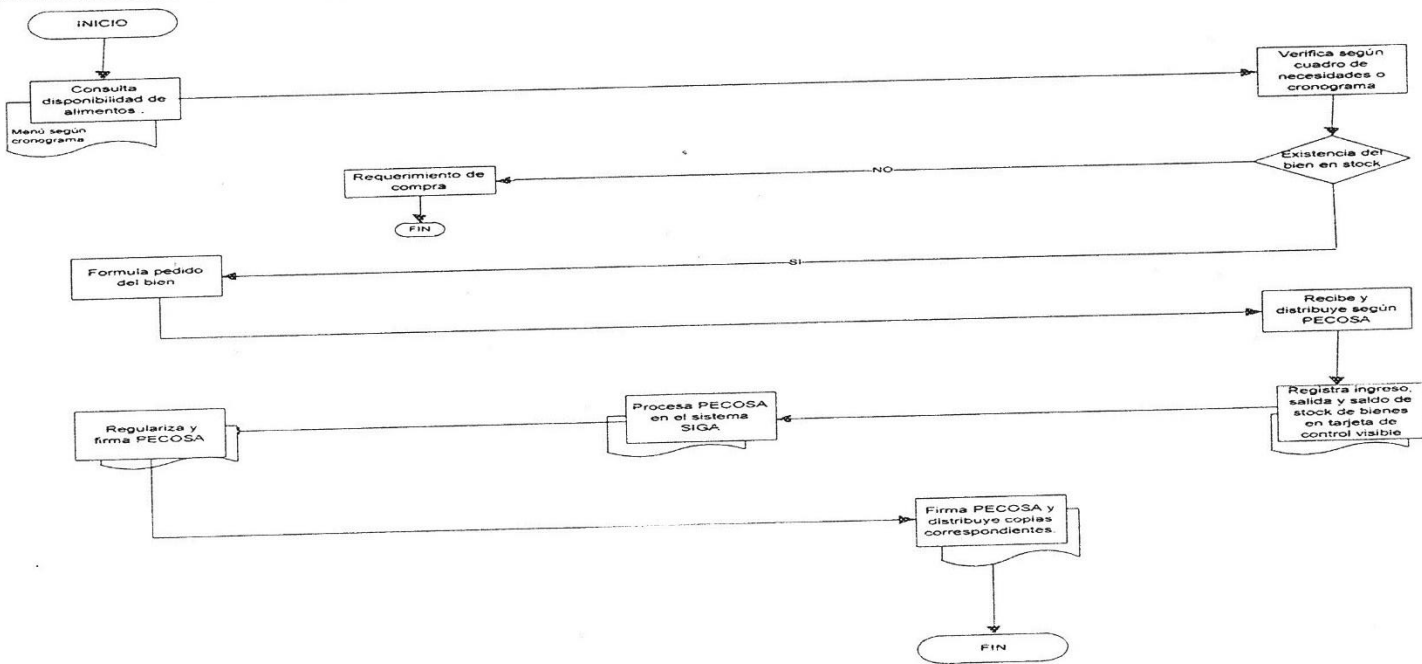 INICIO
Consulta
disponibilidad de
alimentos .
Menú según
cronograma
Verifica según
cuadro de
necesidades o
cronograma
Existencia del
bien en stock
NO
Requerimiento de
compra
FIN
SI
Formula pedido
del bien
Recibe y
distribuye según
PECOSA
Registra ingreso,
salida y saldo de
stock de bienes
en tarjeta de
control visible
Procesa PECOSA
en el sistema
SIGA
Regulariza y
firma PECOSA
Firma PECOSA y
distribuye copias
correspondientes.
FIN